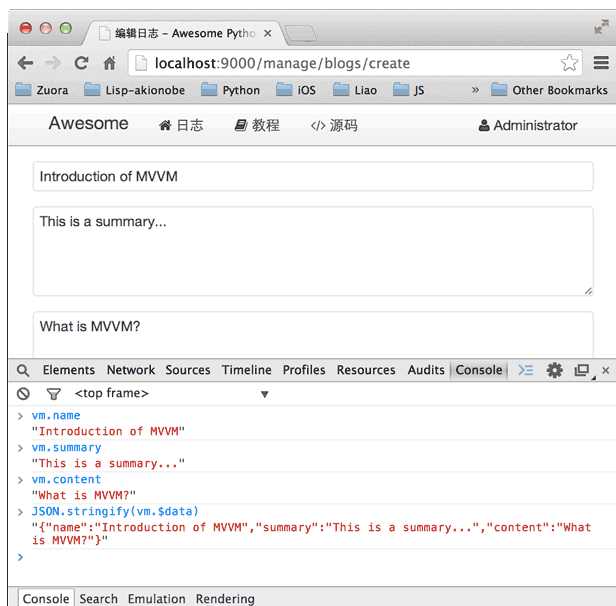 编辑日志 - Awesome Pytho
localhost:9000/manage/blogs/create
Zuora Lisp-akionobe Python iOS Liao JS » Other Bookmarks
Awesome 日志 教程 </> 源码 Administrator
Introduction of MVVM
This is a summary...
What is MVVM?
Elements Network Sources Timeline Profiles Resources Audits Console
<top frame>
> vm.name
"Introduction of MVVM"
> vm.summary
"This is a summary..."
> vm.content
"What is MVVM?"
> JSON.stringify(vm.$data)
"{"name":"Introduction of MVVM","summary":"This is a summary...","content":"What
is MVVM?"}"
>
Console Search Emulation Rendering